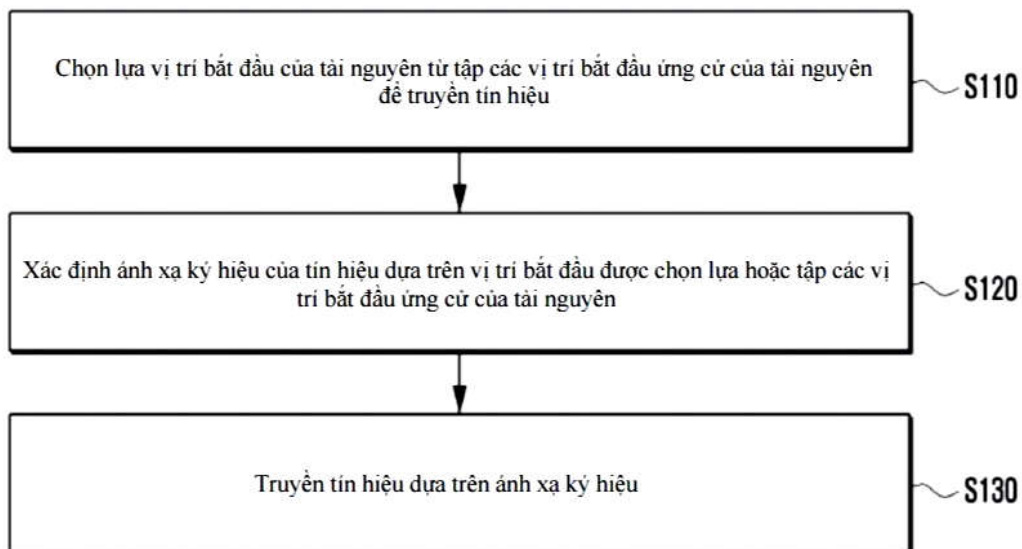 Chọn lựa vị trí bắt đầu của tài nguyên từ tập các vị trí bắt đầu ứng cử của tài nguyên
để truyền tín hiệu
S110
Xác định ánh xạ ký hiệu của tín hiệu dựa trên vị trí bắt đầu được chọn lựa hoặc tập các vị
trí bắt đầu ứng cử của tài nguyên
S120
Truyền tín hiệu dựa trên ánh xạ ký hiệu
S130